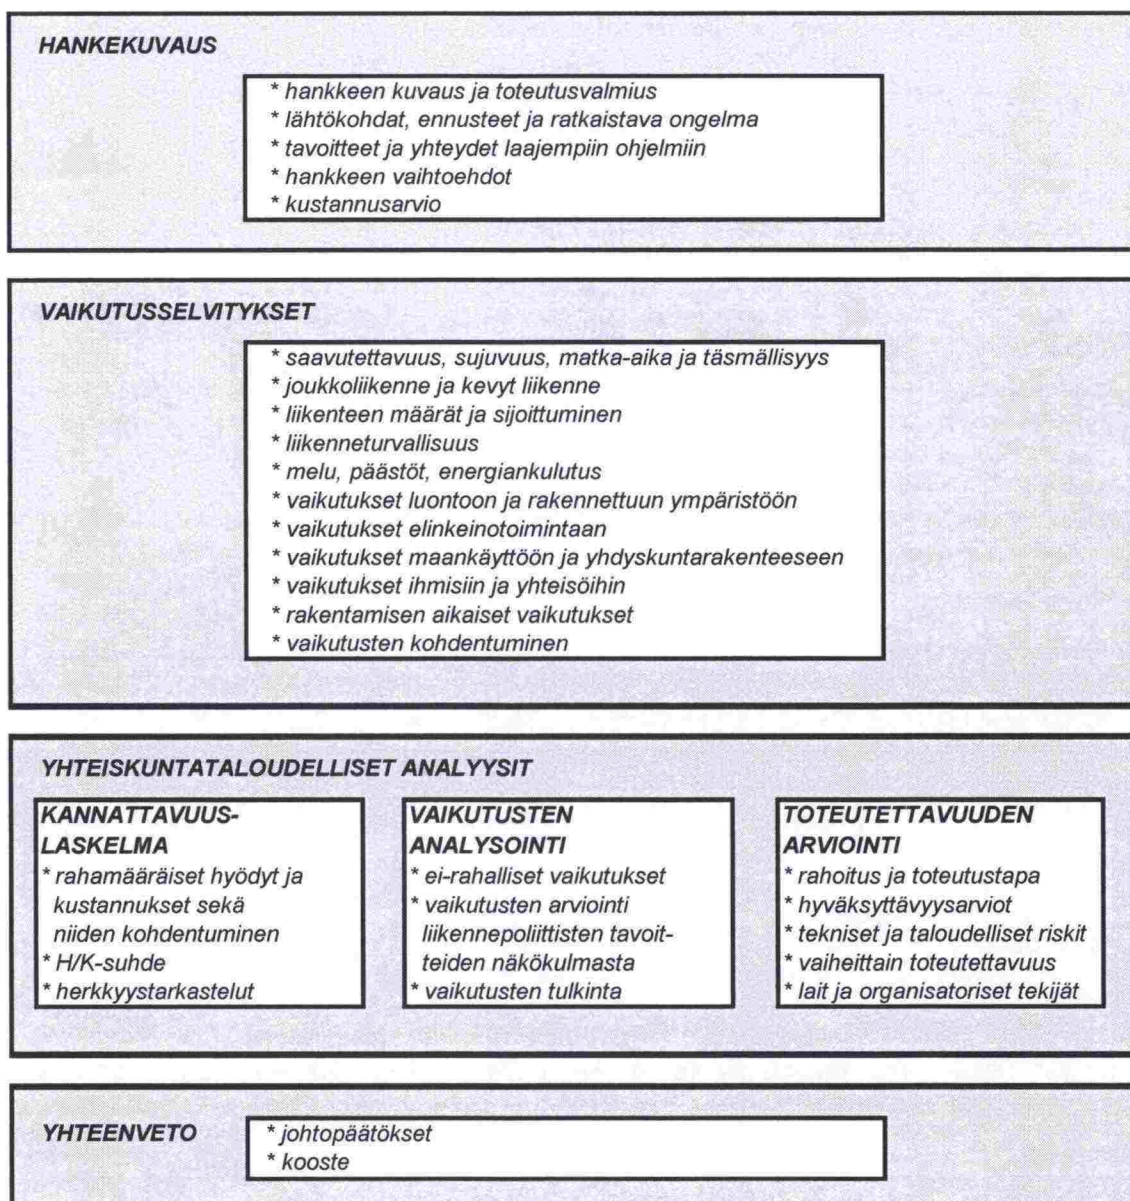 HANKEKUVAUS
* hankkeen kuvaus ja toteutusvalmius
* lähtökohdat, ennusteet ja ratkaistava ongelma
* tavoitteet ja yhteydet laajempiin ohjelmiin
* hankkeen vaihtoehdot
* kustannusarvio
VAIKUTUSSELVITYKSET
* saavutettavuus, sujuvuus, matka-aika ja täsmällisyys
* joukkoliikenne ja kevyt liikenne
* liikenteen määrät ja sijoittuminen
* liikenneturvallisuus
* melu, päästöt, energiankulutus
* vaikutukset luontoon ja rakennettuun ympäristöön
* vaikutukset elinkeinotoimintaan
* vaikutukset maankäyttöön ja yhdyskuntarakenteeseen
* vaikutukset ihmisiin ja yhteisöihin
* rakentamisen aikaiset vaikutukset
* vaikutusten kohdentuminen
YHTEISKUNTATALOUDELLISET ANALYYSIT
KANNATTAVUUS-
LASKELMA
* rahamääräiset hyödyt ja
kustannukset sekä
niiden kohdentuminen
* H/K-suhde
* herkkyystarkastelut
VAIKUTUSTEN
ANALYSOINTI
* ei-rahalliset vaikutukset
* vaikutusten arviointi
liikennepoliittisten tavoit-
teiden näkökulmasta
* vaikutusten tulkinta
TOTEUTETTAVUUDEN
ARVIOINTI
* rahoitus ja toteutustapa
* hyväksyttävyysarviot
* tekniset ja taloudelliset riskit
* vaiheittain toteutettavuus
* lait ja organisatoriset tekijät
YHTEENVETO
* johtopäätökset
* kooste